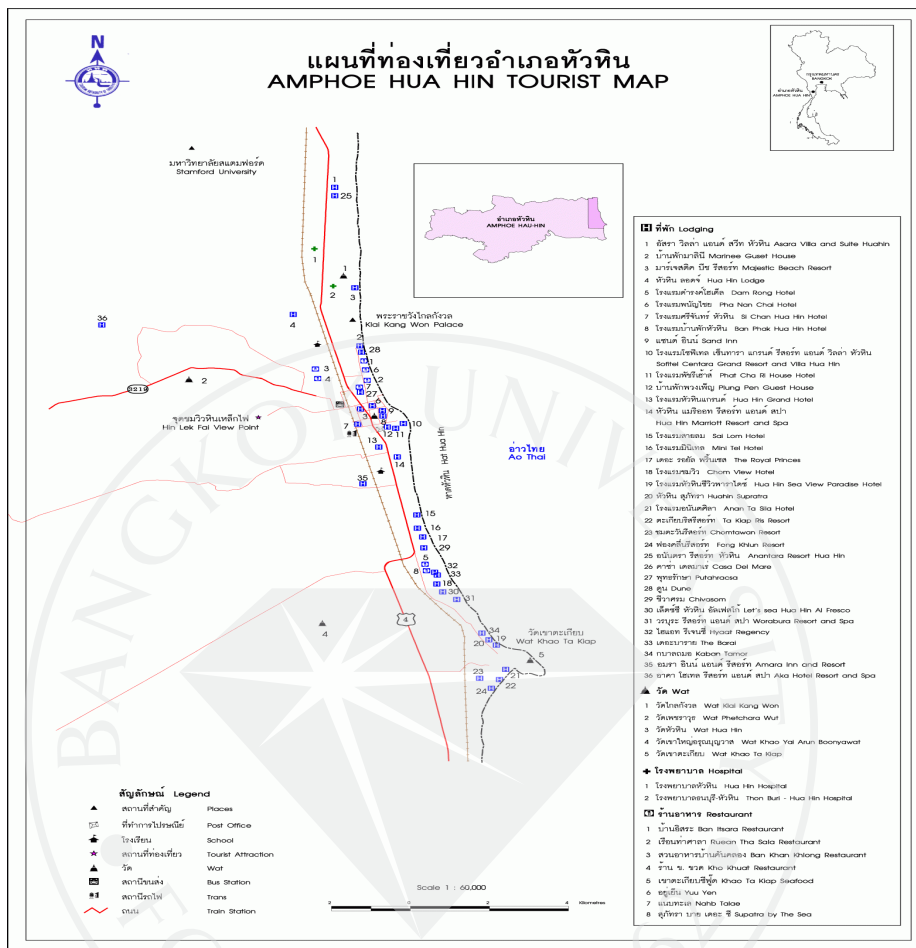 N
แผนที่ท่องเที่ยวอำเภอหัวหิน
AMPHOE HUA HIN TOURIST MAP
กรุงเทพมหานคร
BANGKOK
อำเภอหัวหิน
AMPHOE HUA HIN
มหาวิทยาลัยสแตมฟอร์ด
Stamford University
อำเภอหัวหิน
AMPHOE HAU-HIN
พระราชวังไกลกังวล
Klai Kang Won Palace
3219
จุดชมวิวหินเหล็กไฟ
Hin Lek Fai View Point
หาดหัวหิน Hat Hua Hin
อ่าวไทย
Ao Thai
4
วัดเขาตะเกียบ
Wat Khao Ta Kiap
H ที่พัก Lodging
1 อัสรา วิลล่า แอนด์ สวีท หัวหิน Asara Villa and Suite Huahin
2 บ้านพักมาลินี Marinee Guset House
3 มาร์เจสติค บีช รีสอร์ท Majestic Beach Resort
4 หัวหิน ลอดจ์ Hua Hin Lodge
5 โรงแรมดำรงค์โฮเต็ล Dam Rong Hotel
6 โรงแรมพนัญไชย Pha Nan Chai Hotel
7 โรงแรมศรีจันทร์ หัวหิน Si Chan Hua Hin Hotel
8 โรงแรมบ้านพักหัวหิน Ban Phak Hua Hin Hotel
9 แซนด์ อินน์ Sand Inn
10 โรงแรมโซฟิเทล เซ็นทารา แกรนด์ รีสอร์ท แอนด์ วิลล่า หัวหิน
Sofitel Centara Grand Resort and Villa Hua Hin
11 โรงแรมพัชรีเฮ้าส์ Phat Cha Ri House Hotel
12 บ้านพักพวงเพ็ญ Plung Pen Guest House
13 โรงแรมหัวหินแกรนด์ Hua Hin Grand Hotel
14 หัวหิน แมริออท รีสอร์ท แอนด์ สปา
Hua Hin Marriott Resort and Spa
15 โรงแรมสายลม Sai Lom Hotel
16 โรงแรมมินิเทล Mini Tel Hotel
17 เดอะ รอยัล พริ้นเซส The Royal Princes
18 โรงแรมชมวิว Chom View Hotel
19 โรงแรมหัวหินซีวิวพาราไดซ์ Hua Hin Sea View Paradise Hotel
20 หัวหิน สุภัทรา Huahin Supratra
21 โรงแรมอนันตศิลา Anan Ta Sila Hotel
22 ตะเกียบริสรีสอร์ท Ta Kiap Ris Resort
23 ชมตะวันรีสอร์ท Chomtawan Resort
24 ฟองคลื่นรีสอร์ท Fong Khlun Resort
25 อนันตรา รีสอร์ท หัวหิน Anantara Resort Hua Hin
26 คาซ่า เดลมาเร่ Casa Del Mare
27 พุทธรักษา Putahracsa
28 ดูน Dune
29 ชีวาศรม Chivasom
30 เล็ตซ์ซี หัวหิน อัลเฟลโก้ Let's sea Hua Hin Al Fresco
31 วรบุระ รีสอร์ท แอนด์ สปา Worabura Resort and Spa
32 ไฮแอท รีเจนซี่ Hyaat Regency
33 เดอะบาราย The Barai
34 กบาลถมอ Kaban Tamor
35 อมรา อินน์ แอนด์ รีสอร์ท Amara Inn and Resort
36 อาคา โฮเทล รีสอร์ท แอนด์ สปา Aka Hotel Resort and Spa
วัด Wat
1 วัดไกลกังวล Wat Klai Kang Won
2 วัดเพชราวุธ Wat Phetchara Wut
3 วัดหัวหิน Wat Hua Hin
4 วัดเขาใหญ่อรุณบุญวาส Wat Khao Yai Arun Boonyawat
5 วัดเขาตะเกียบ Wat Khao Ta Kiap
โรงพยาบาล Hospital
1 โรงพยาบาลหัวหิน Hua Hin Hospital
2 โรงพยาบาลธนบุรี-หัวหิน Thon Buri - Hua Hin Hospital
ร้านอาหาร Restaurant
1 บ้านอิสระ Ban Itsara Restaurant
2 เรือนท่าศาลา Ruean Tha Sala Restaurant
3 สวนอาหารบ้านคันคลอง Ban Khan Khlong Restaurant
4 ร้าน ข. ขวด Kho Khuat Restaurant
5 เขาตะเกียบซีฟู้ด Khao Ta Kiap Seafood
6 อยู่เย็น Yuu Yen
7 แนบทะเล Nahb Talae
8 สุภัทรา บาย เดอะ ซี Supatra by The Sea
สัญลักษณ์ Legend
สถานที่สำคัญ Places
ที่ทำการไปรษณีย์ Post Office
โรงเรียน School
สถานที่ท่องเที่ยว Tourist Attraction
วัด Wat
สถานีขนส่ง Bus Station
สถานีรถไฟ Trans
ถนน Train Station
Scale 1 : 60,000
2 0 2 4 Kilometres
BANGKOK UNIVERSITY